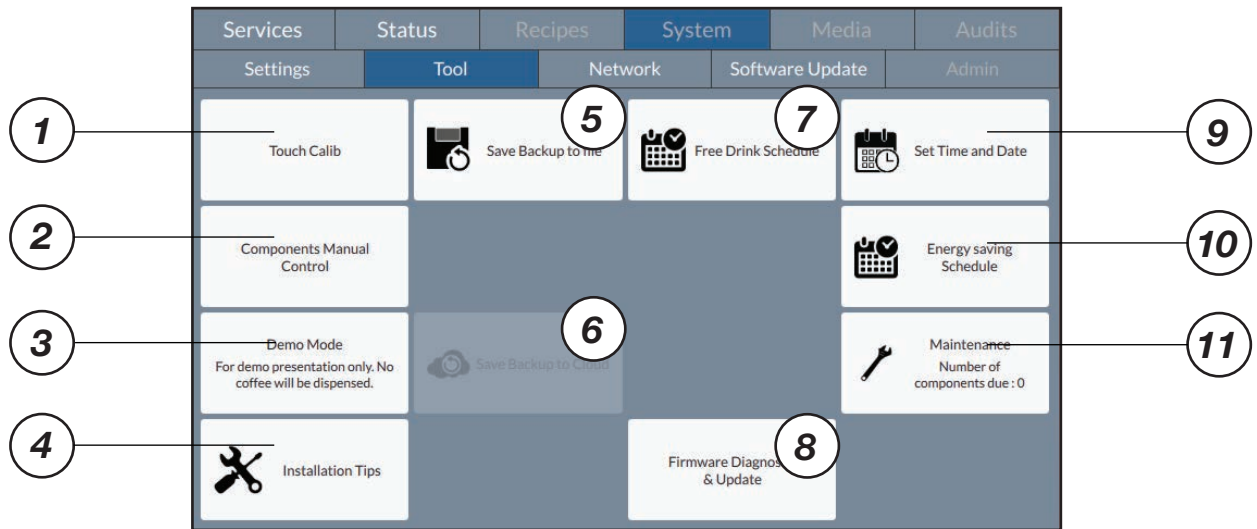 Services Status Recipes System Media Audits
Settings Tool Network Software Update Admin
1 Touch Calib
5 Save Backup to file
7 Free Drink Schedule
9 Set Time and Date
2 Components Manual
Control
10 Energy saving
Schedule
3 Demo Mode
For demo presentation only. No
coffee will be dispensed.
6 Save Backup to Cloud
11 Maintenance
Number of
components due : 0
4 Installation Tips
8 Firmware
& Update